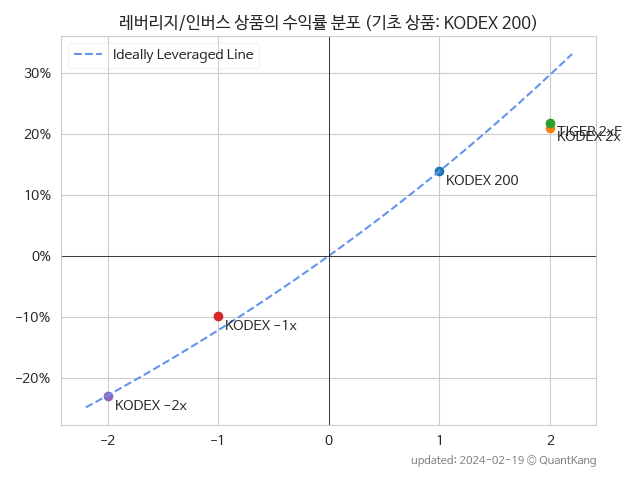 레버리지/인버스 상품의 수익률 분포 (기초 상품: KODEX 200)
Ideally Leveraged Line
30%
20%
10%
0%
-10%
-20%
TIGER 2xF
KODEX 2x
KODEX 200
KODEX -1x
KODEX -2x
-2
-1
0
1
2
updated: 2024-02-19 © QuantKang